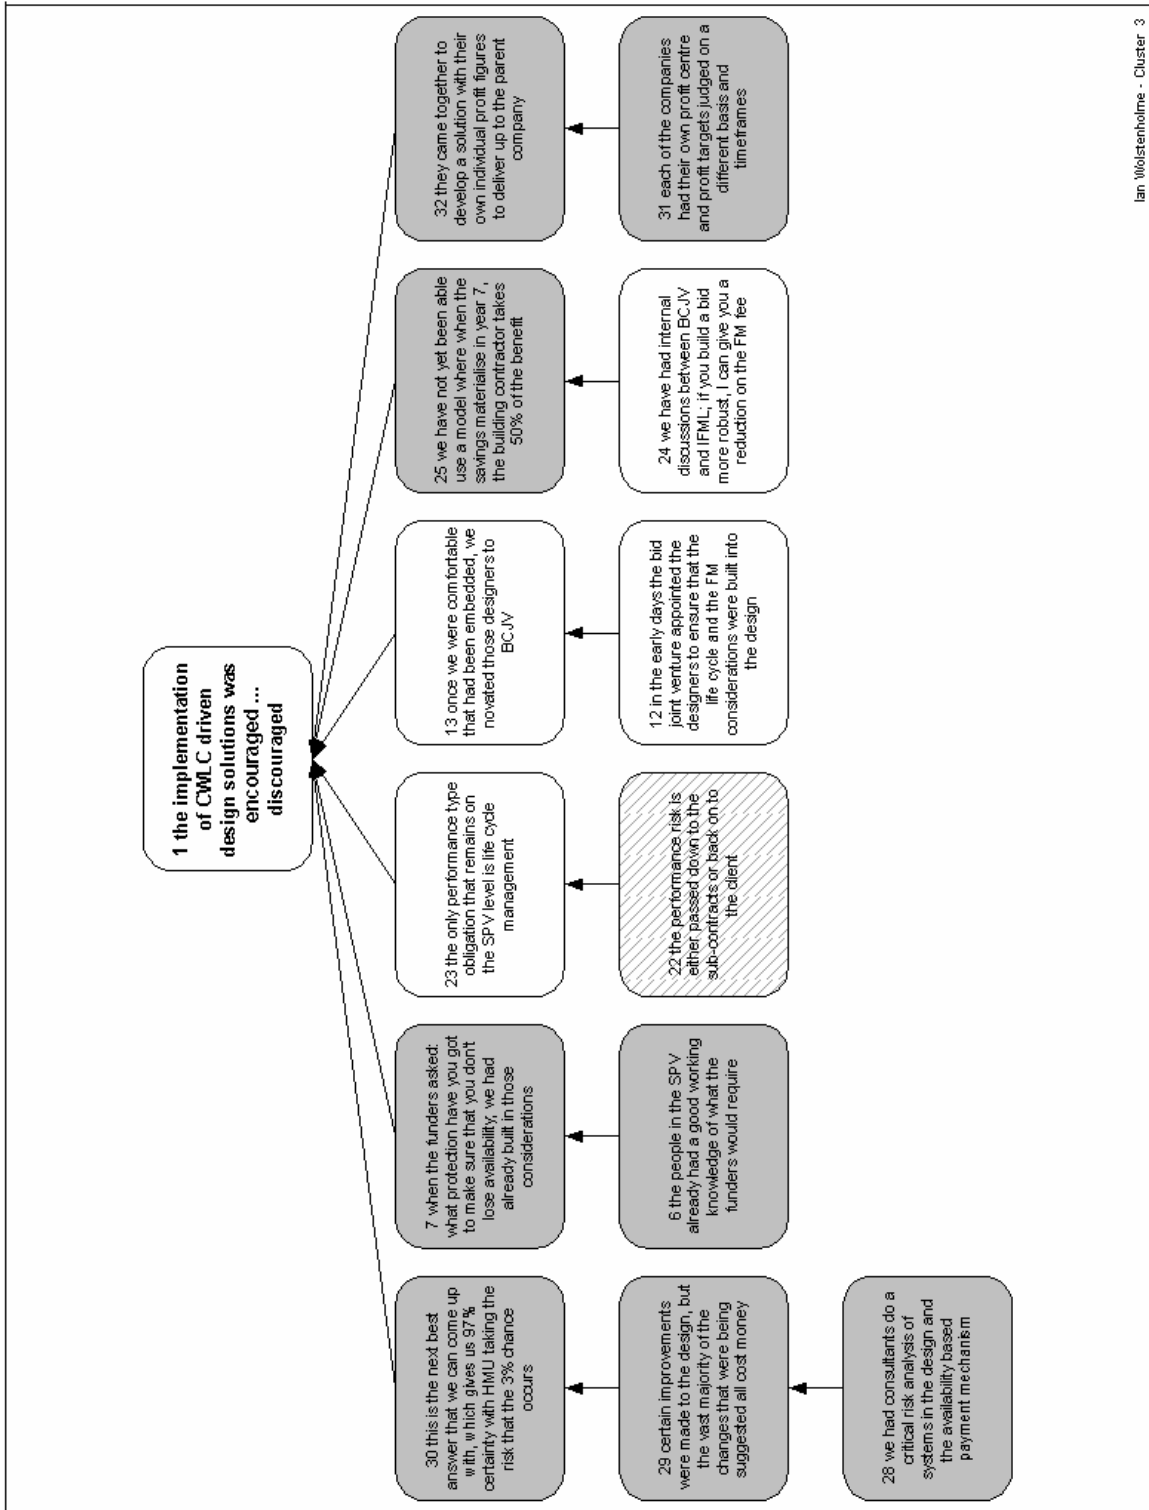 1 the implementation
of CWLC driven
design solutions was
encouraged ...
discouraged
30 this is the next best
answer that we can come up
with, which gives us 97%
certainty with HMU taking the
risk that the 3% chance
occurs
7 when the funders asked:
what protection have you got
to make sure that you don't
lose availability, we had
already built in those
considerations
23 the only performance type
obligation that remains on
the SPV level is life cycle
management
13 once we were comfortable
that had been embedded, we
novated those designers to
BCJV
25 we have not yet been able
use a model where when the
savings materialise in year 7,
the building contractor takes
50% of the benefit
32 they came together to
develop a solution with their
own individual profit figures
to deliver up to the parent
company
29 certain improvements
were made to the design, but
the vast majority of the
changes that were being
suggested all cost money
6 the people in the SPV
already had a good working
knowledge of what the
funders would require
22 the performance risk is
either passed down to the
sub-contracts or back on to
the client
12 in the early days the bid
joint venture appointed the
designers to ensure that the
life cycle and the FM
considerations were built into
the design
24 we have had internal
discussions between BCJV
and IFML; if you build a bid
more robust, I can give you a
reduction on the FM fee
31 each of the companies
had their own profit centre
and profit targets judged on a
different basis and
timeframes
28 we had consultants do a
critical risk analysis of
systems in the design and
the availability based
payment mechanism
Ian Wolstenholme - Cluster 3